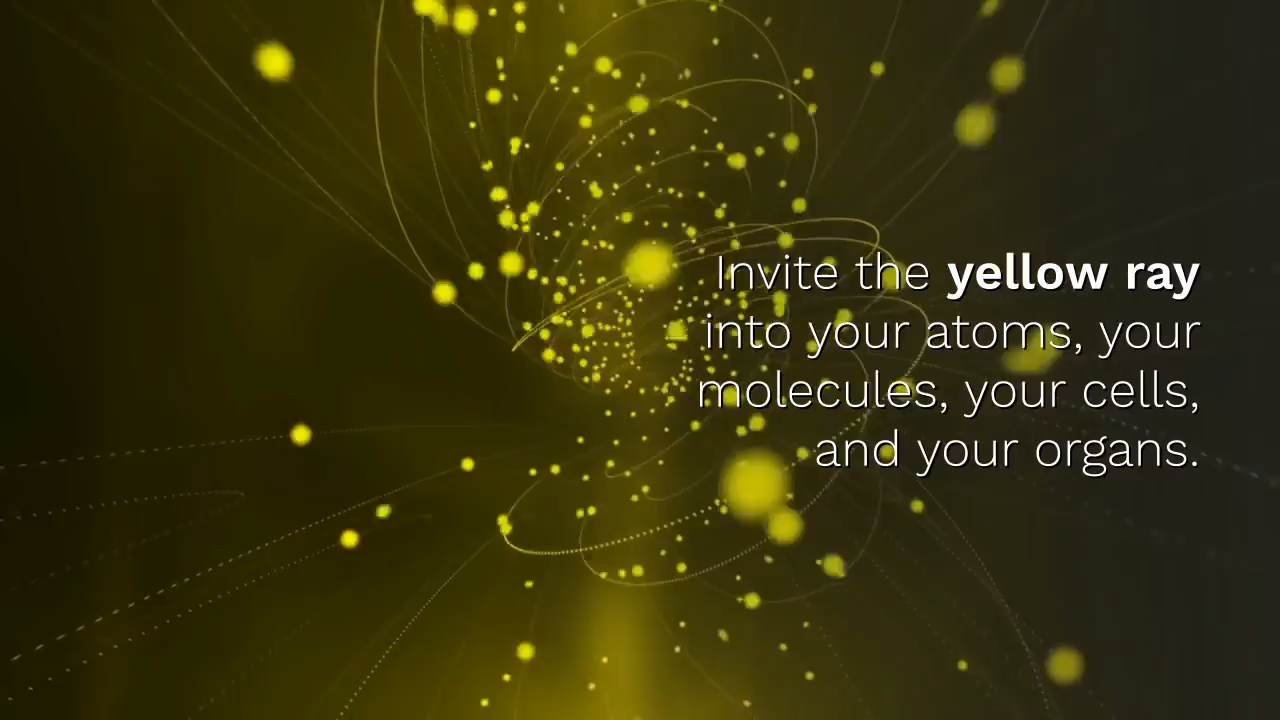 Invite the yellow ray
into your atoms, your
molecules, your cells,
and your organs.